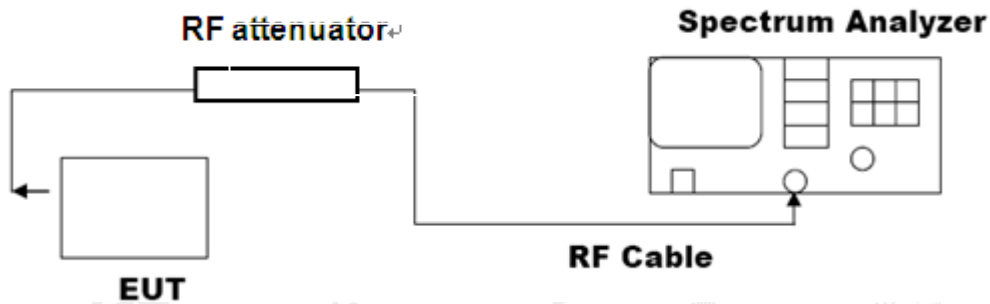 RF attenuator↵
Spectrum Analyzer
RF Cable
EUT